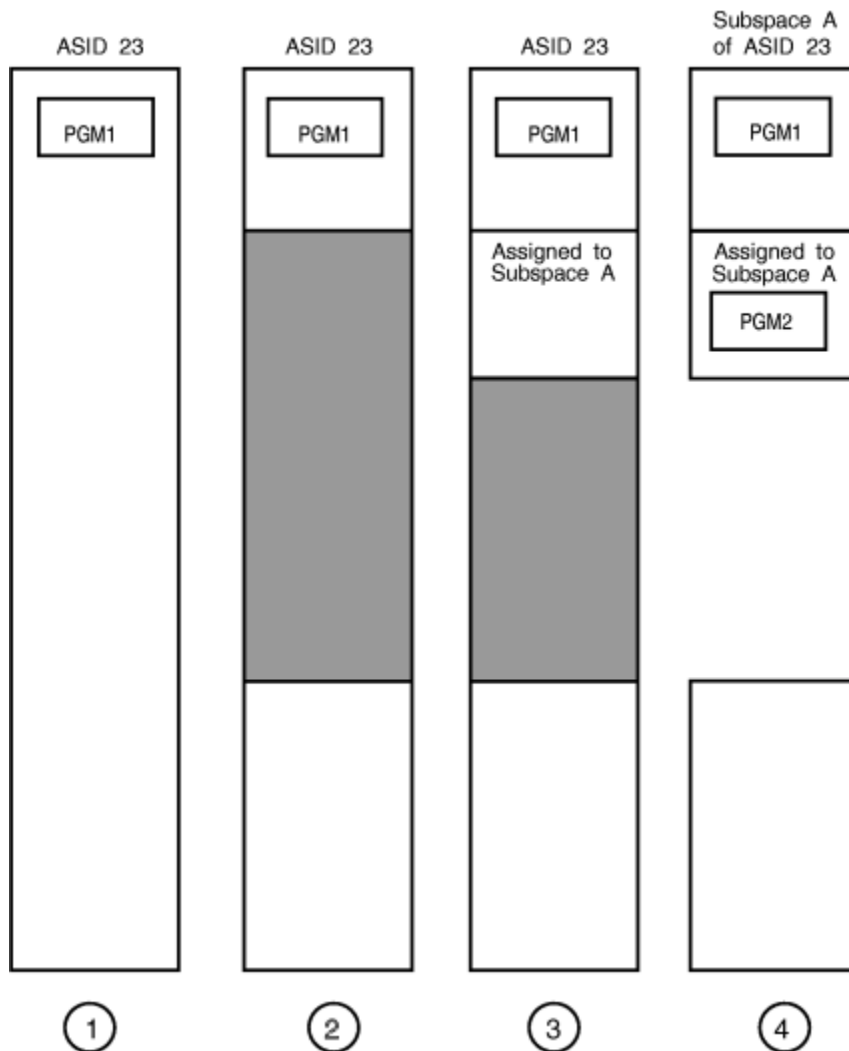 ASID 23
ASID 23
ASID 23
Subspace A
of ASID 23
PGM1
PGM1
PGM1
PGM1
Assigned to
Subspace A
Assigned to
Subspace A
PGM2
1
2
3
4